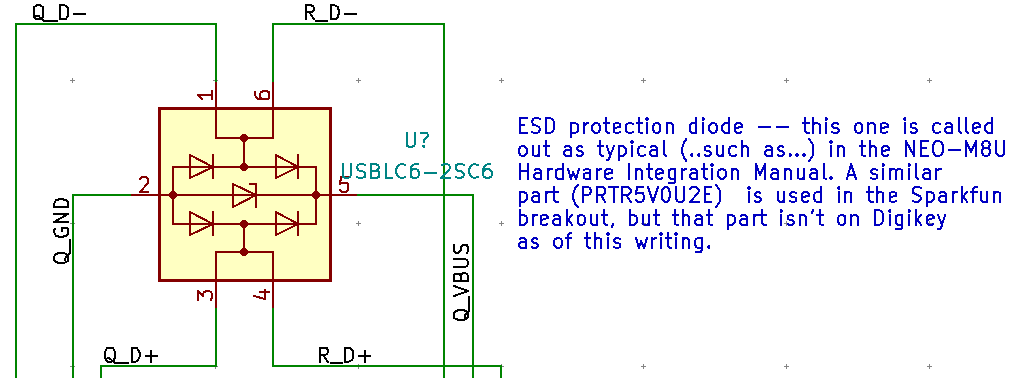 Q_D- R_D-
1 6
U?
USBLC6-2SC6
2 5
Q_GND
Q_VBUS
3 4
Q_D+ R_D+
ESD protection diode -- this one is called
out as typical (..such as...) in the NEO-M8U
Hardware Integration Manual. A similar
part (PRTR5V0U2E)  is used in the Sparkfun
breakout, but that part isn't on Digikey
as of this writing.